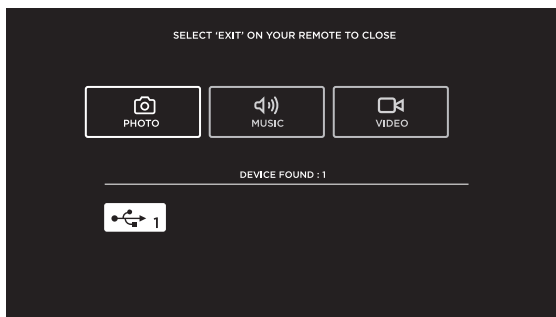 SELECT 'EXIT' ON YOUR REMOTE TO CLOSE
PHOTO
MUSIC
VIDEO
DEVICE FOUND : 1
1